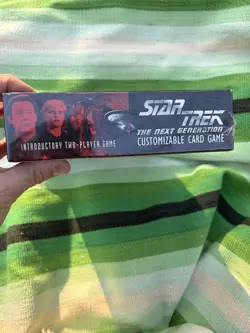 STAR
TREK
THE NEXT GENERATION
INTRODUCTORY TWO-PLAYER GAME
CUSTOMIZABLE CARD GAME